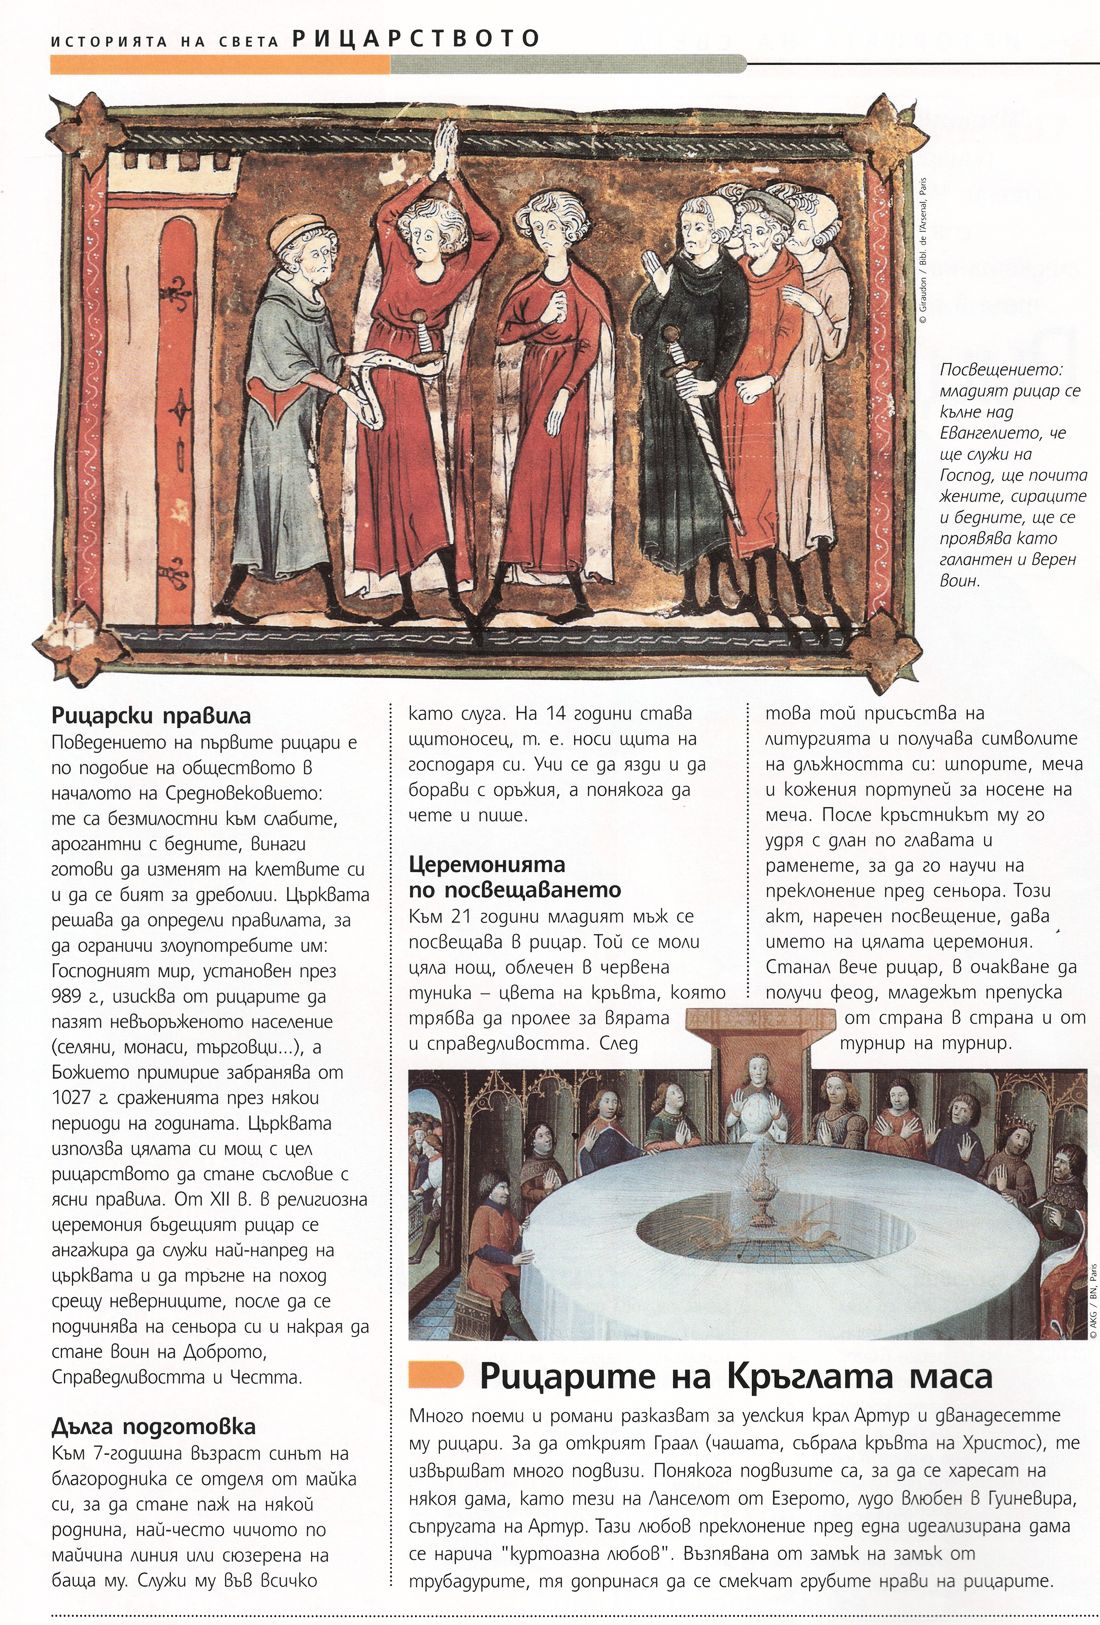 ИСТОРИЯТА НА СВЕТА РИЦАРСТВОТО
© Giraudon / Bibl. de l'Arsenal, Paris
Посвещението:
младият рицар се
кълне над
Евангелието, че
ще служи на
Господ, ще почита
жените, сираците
и бедните, ще се
проявява като
галантен и верен
воин.
Рицарски правила
Поведението на първите рицари е
по подобие на обществото в
началото на Средновековието:
те са безмилостни към слабите,
арогантни с бедните, винаги
готови да изменят на клетвите си
и да се бият за дреболии. Църквата
решава да определи правилата, за
да ограничи злоупотребите им:
Господният мир, установен през
989 г., изисква от рицарите да
пазят невъоръженото население
(селяни, монаси, търговци...), а
Божието примирие забранява от
1027 г. сраженията през някои
периоди на годината. Църквата
използва цялата си мощ с цел
рицарството да стане съсловие с
ясни правила. От XII в. в религиозна
церемония бъдещият рицар се
ангажира да служи най-напред на
църквата и да тръгне на поход
срещу неверниците, после да се
подчинява на сеньора си и накрая да
стане воин на Доброто,
Справедливостта и Честта.
Дълга подготовка
Към 7-годишна възраст синът на
благородника се отделя от майка
си, за да стане паж на някой
роднина, най-често чичото по
майчина линия или сюзерена на
баща му. Служи му във всичко
като слуга. На 14 години става
щитоносец, т. е. носи щита на
господаря си. Учи се да язди и да
борави с оръжия, а понякога да
чете и пише.
Церемонията
по посвещаването
Към 21 години младият мъж се
посвещава в рицар. Той се моли
цяла нощ, облечен в червена
туника – цвета на кръвта, която
трябва да пролее за вярата
и справедливостта. След
това той присъства на
литургията и получава символите
на длъжността си: шпорите, меча
и кожения портупей за носене на
меча. После кръстникът му го
удря с длан по главата и
раменете, за да го научи на
преклонение пред сеньора. Този
акт, наречен посвещение, дава
името на цялата церемония.
Станал вече рицар, в очакване да
получи феод, младежът препуска
от страна в страна и от
турнир на турнир.
© AKG / BN, Paris
Рицарите на Кръглата маса
Много поеми и романи разказват за уелския крал Артур и дванадесетте
му рицари. За да открият Граал (чашата, събрала кръвта на Христос), те
извършват много подвизи. Понякога подвизите са, за да се харесат на
някоя дама, като тези на Ланселот от Езерото, лудо влюбен в Гуиневира,
съпругата на Артур. Тази любов преклонение пред една идеализирана дама
се нарича "куртоазна любов". Възпявана от замък на замък от
трубадурите, тя допринася да се смекчат грубите нрави на рицарите.